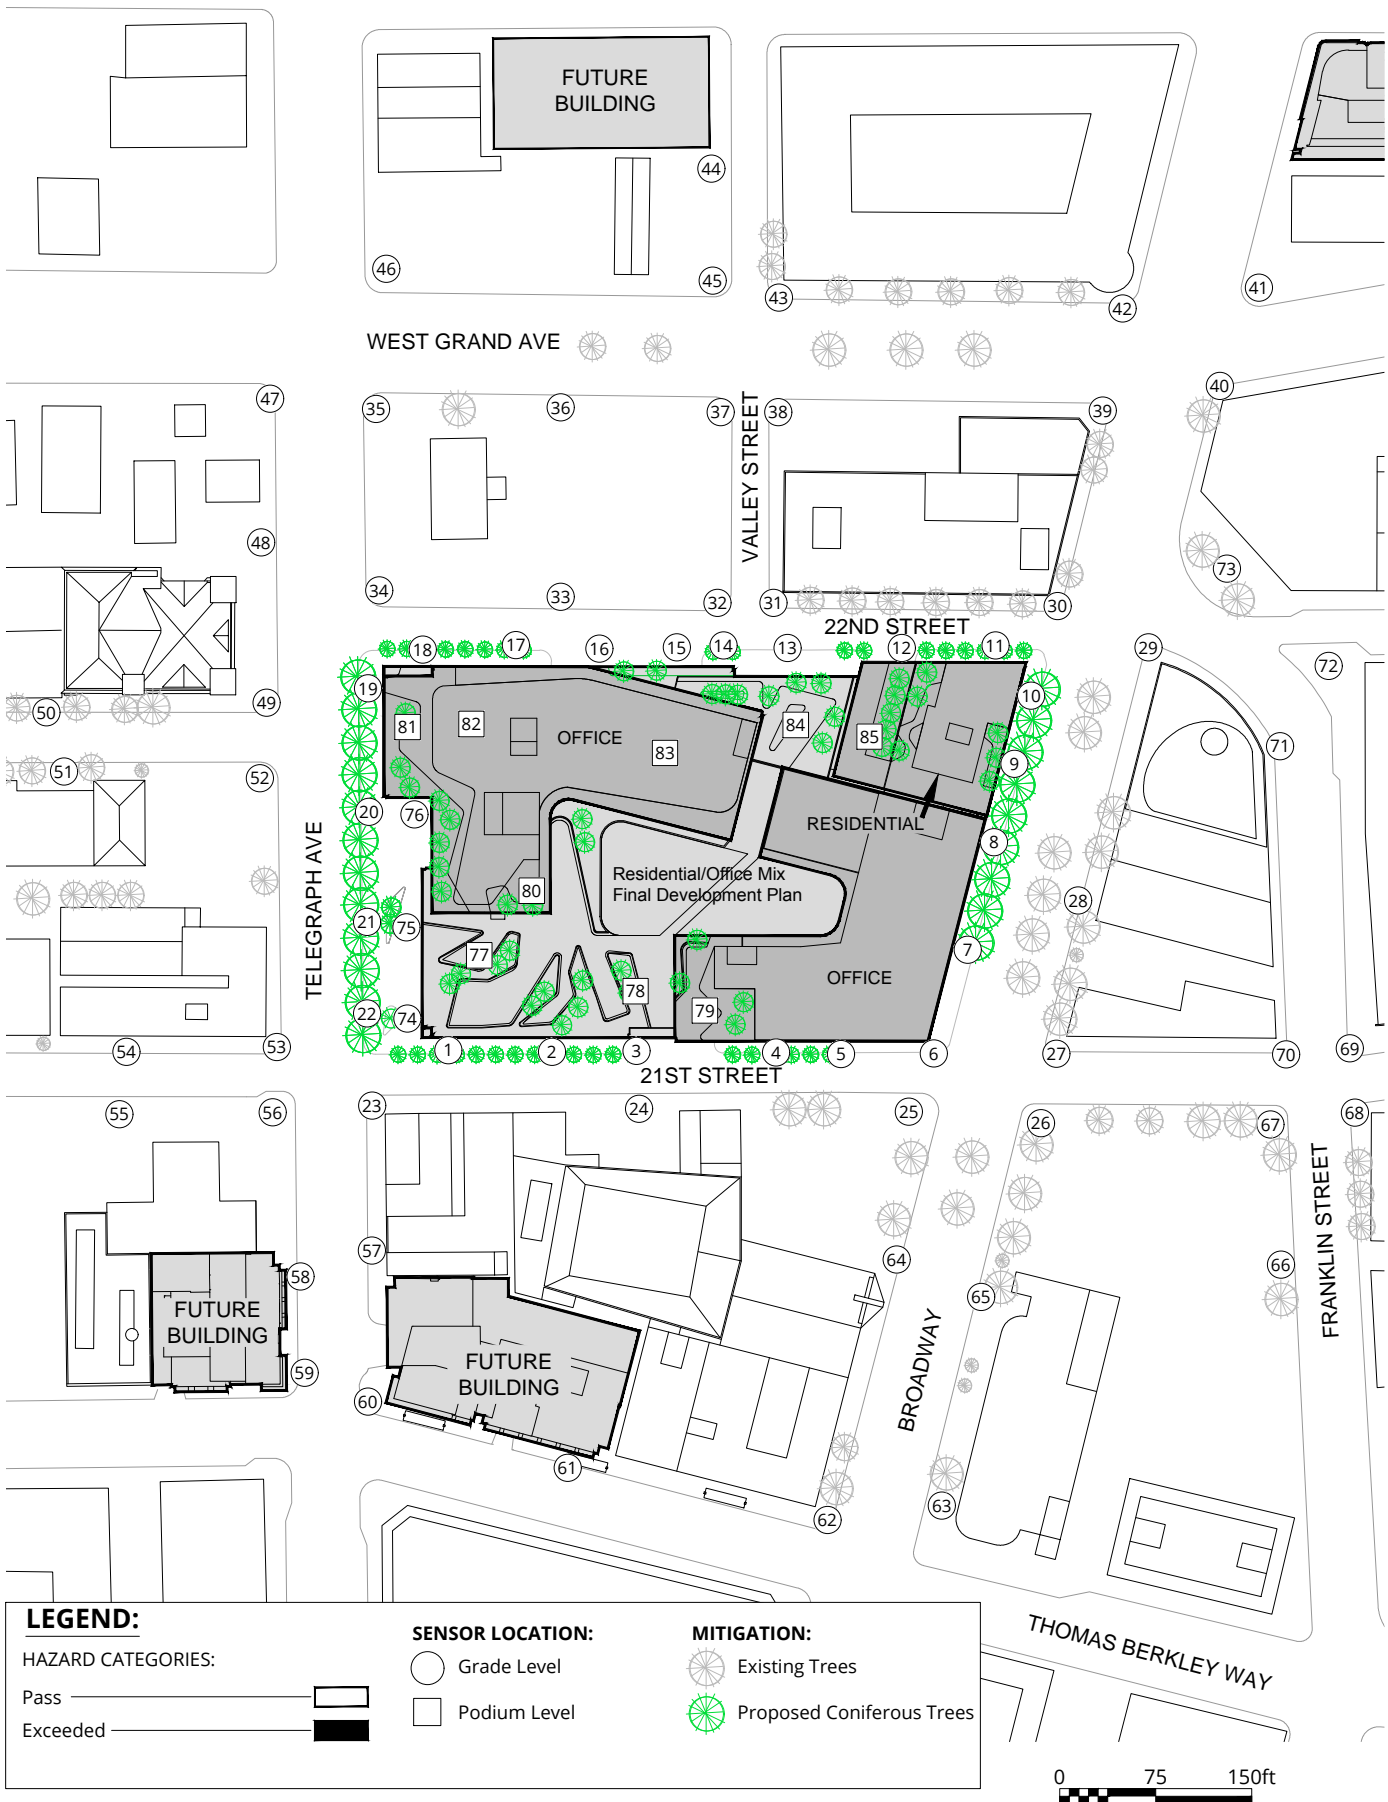 FUTURE
BUILDING
44
46
45
43
42
41
WEST GRAND AVE
47
35
36
37
38
39
40
VALLEY STREET
48
73
34
33
32
31
30
22ND STREET
29
18
17
16
15
14
13
12
11
72
19
10
49
50
81
82
83
84
85
OFFICE
71
51
52
9
20
76
RESIDENTIAL
8
TELEGRAPH AVE
Residential/Office Mix
Final Development Plan
80
28
21
75
7
77
78
OFFICE
79
22
74
54
53
1
2
3
4
5
6
27
70
69
21ST STREET
55
56
23
24
25
26
67
68
FRANKLIN STREET
57
64
66
58
65
FUTURE
BUILDING
BROADWAY
FUTURE
BUILDING
59
60
61
62
63
THOMAS BERKLEY WAY
LEGEND:
HAZARD CATEGORIES:
Pass
Exceeded
SENSOR LOCATION:
Grade Level
Podium Level
MITIGATION:
Existing Trees
Proposed Coniferous Trees
0 75 150ft